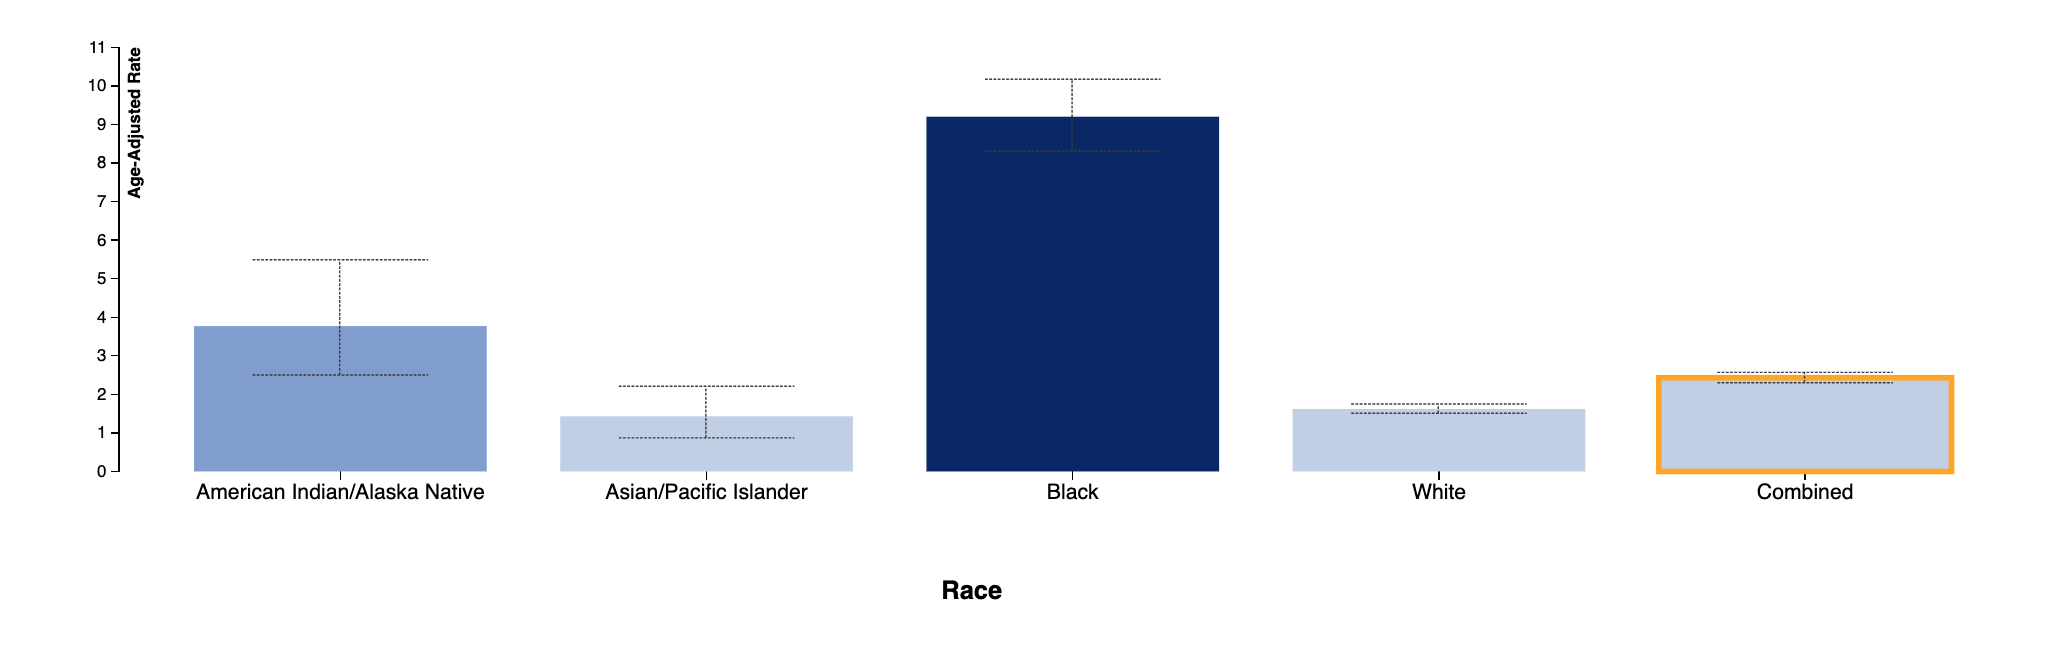 11
10
9
8
7
6
5
4
3
2
1
0
Age-Adjusted Rate
American Indian/Alaska Native
Asian/Pacific Islander
Black
White
Combined
Race